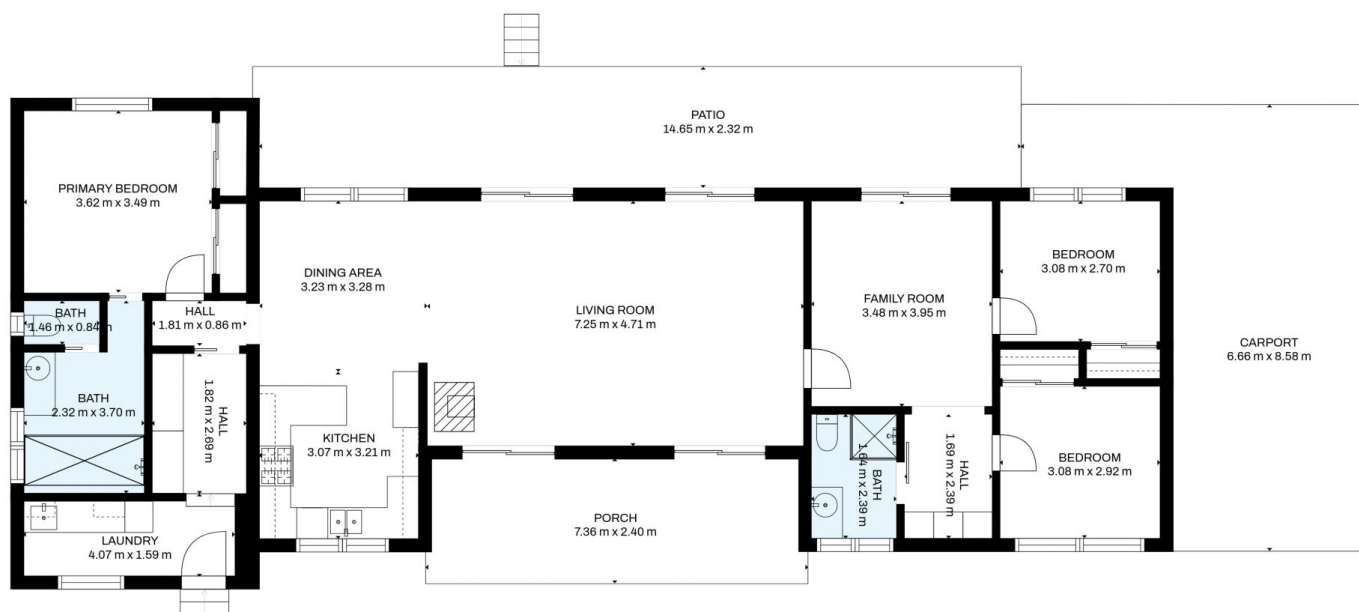 PATIO
14.65 m x 2.32 m
PRIMARY BEDROOM
3.62 m x 3.49 m
BATH
1.46 m x 0.84 m
HALL
1.81 m x 0.86 m
DINING AREA
3.23 m x 3.28 m
LIVING ROOM
7.25 m x 4.71 m
FAMILY ROOM
3.48 m x 3.95 m
BEDROOM
3.08 m x 2.70 m
CARPORT
6.66 m x 8.58 m
BATH
2.32 m x 3.70 m
HALL
1.82 m x 2.69 m
KITCHEN
3.07 m x 3.21 m
LAUNDRY
4.07 m x 1.59 m
PORCH
7.36 m x 2.40 m
BATH
1.64 m x 2.39 m
HALL
1.69 m x 2.39 m
BEDROOM
3.08 m x 2.92 m